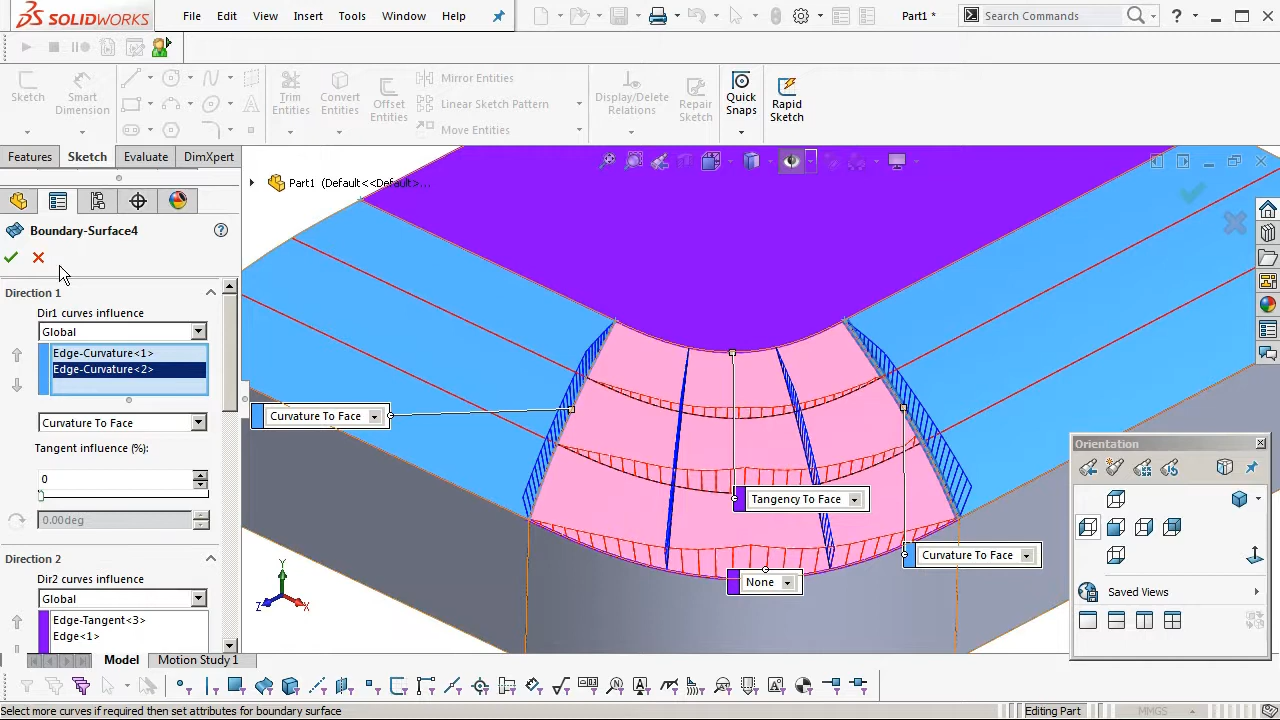 SOLIDWORKS
File
Edit
View
Insert
Tools
Window
Help
Part1 *
Search Commands
?
Sketch
Smart Dimension
Trim Entities
Convert Entities
Offset Entities
Mirror Entities
Linear Sketch Pattern
Move Entities
Display/Delete Relations
Repair Sketch
Quick Snaps
Rapid Sketch
Features
Sketch
Evaluate
DimXpert
Part1 (Default<<Default>...
Boundary-Surface4
?
Direction 1
Dir1 curves influence
Global
Edge-Curvature<1>
Edge-Curvature<2>
Curvature To Face
Tangent influence (%):
0
0.00deg
Direction 2
Dir2 curves influence
Global
Edge-Tangent<3>
Edge<1>
Curvature To Face
Tangency To Face
Curvature To Face
None
Y
Z
X
Orientation
Saved Views
Model
Motion Study 1
Select more curves if required then set attributes for boundary surface
Editing Part
MMGS